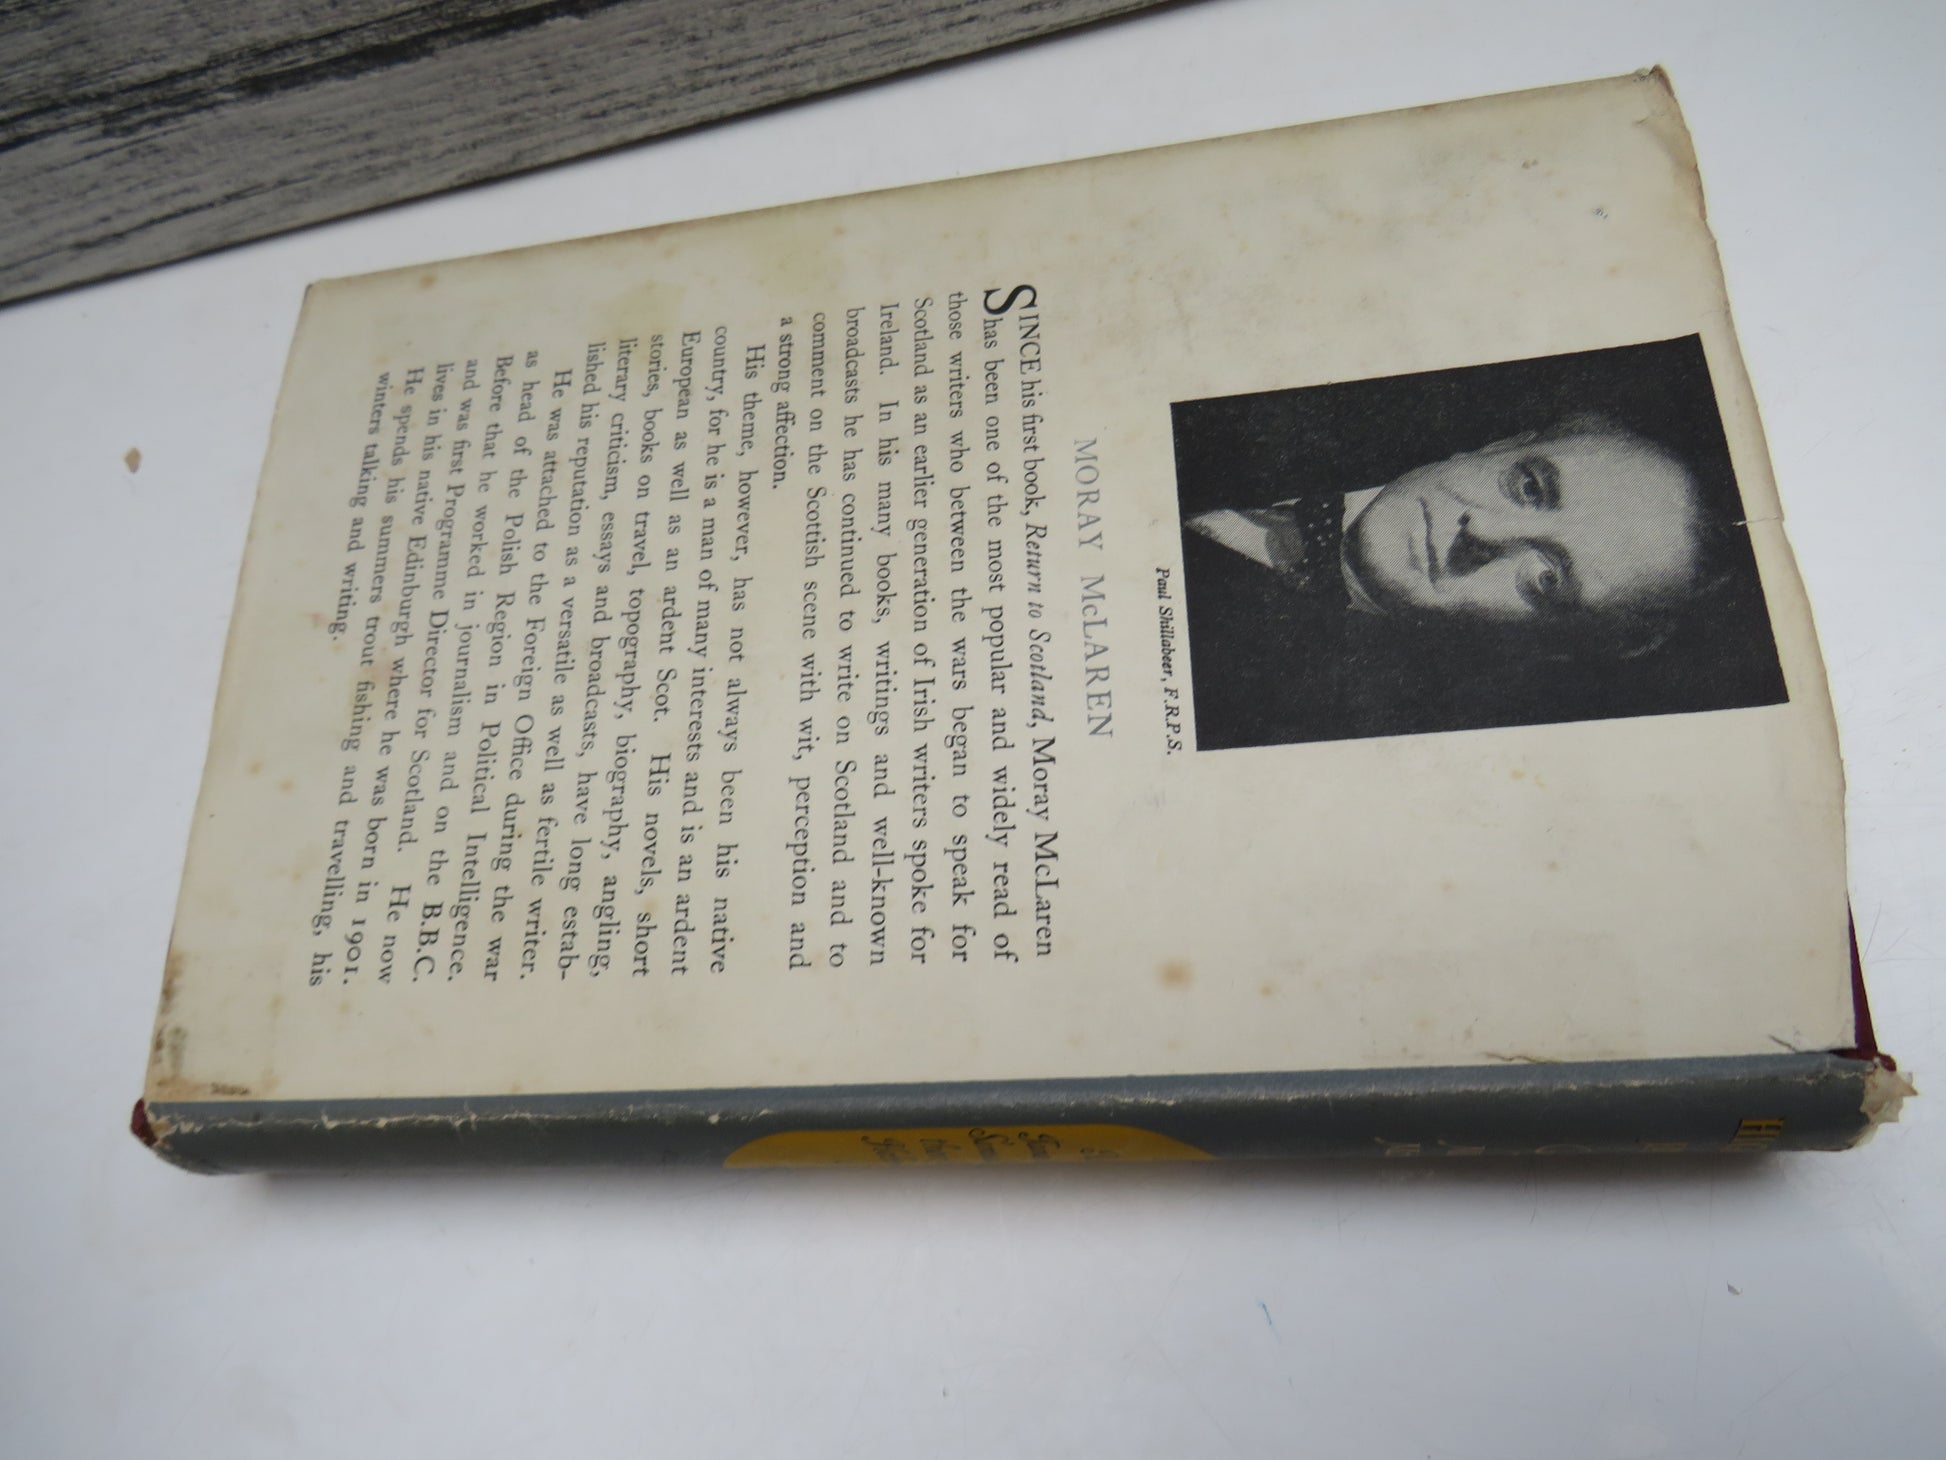 Paul Shillabeer, F.R.P.S.
MORAY McLAREN
SINCE his first book, Return to Scotland, Moray McLaren
has been one of the most popular and widely read of
those writers who between the wars began to speak for
Scotland as an earlier generation of Irish writers spoke for
Ireland. In his many books, writings and well-known
broadcasts he has continued to write on Scotland and to
comment on the Scottish scene with wit, perception and
a strong affection.
His theme, however, has not always been his native
country, for he is a man of many interests and is an ardent
European as well as an ardent Scot. His novels, short
stories, books on travel, topography, biography, angling,
literary criticism, essays and broadcasts, have long estab-
lished his reputation as a versatile as well as fertile writer.
He was attached to the Foreign Office during the war
as head of the Polish Region in Political Intelligence.
Before that he worked in journalism and on the B.B.C.
and was first Programme Director for Scotland. He now
lives in his native Edinburgh where he was born in 1901.
He spends his summers trout fishing and travelling, his
winters talking and writing.